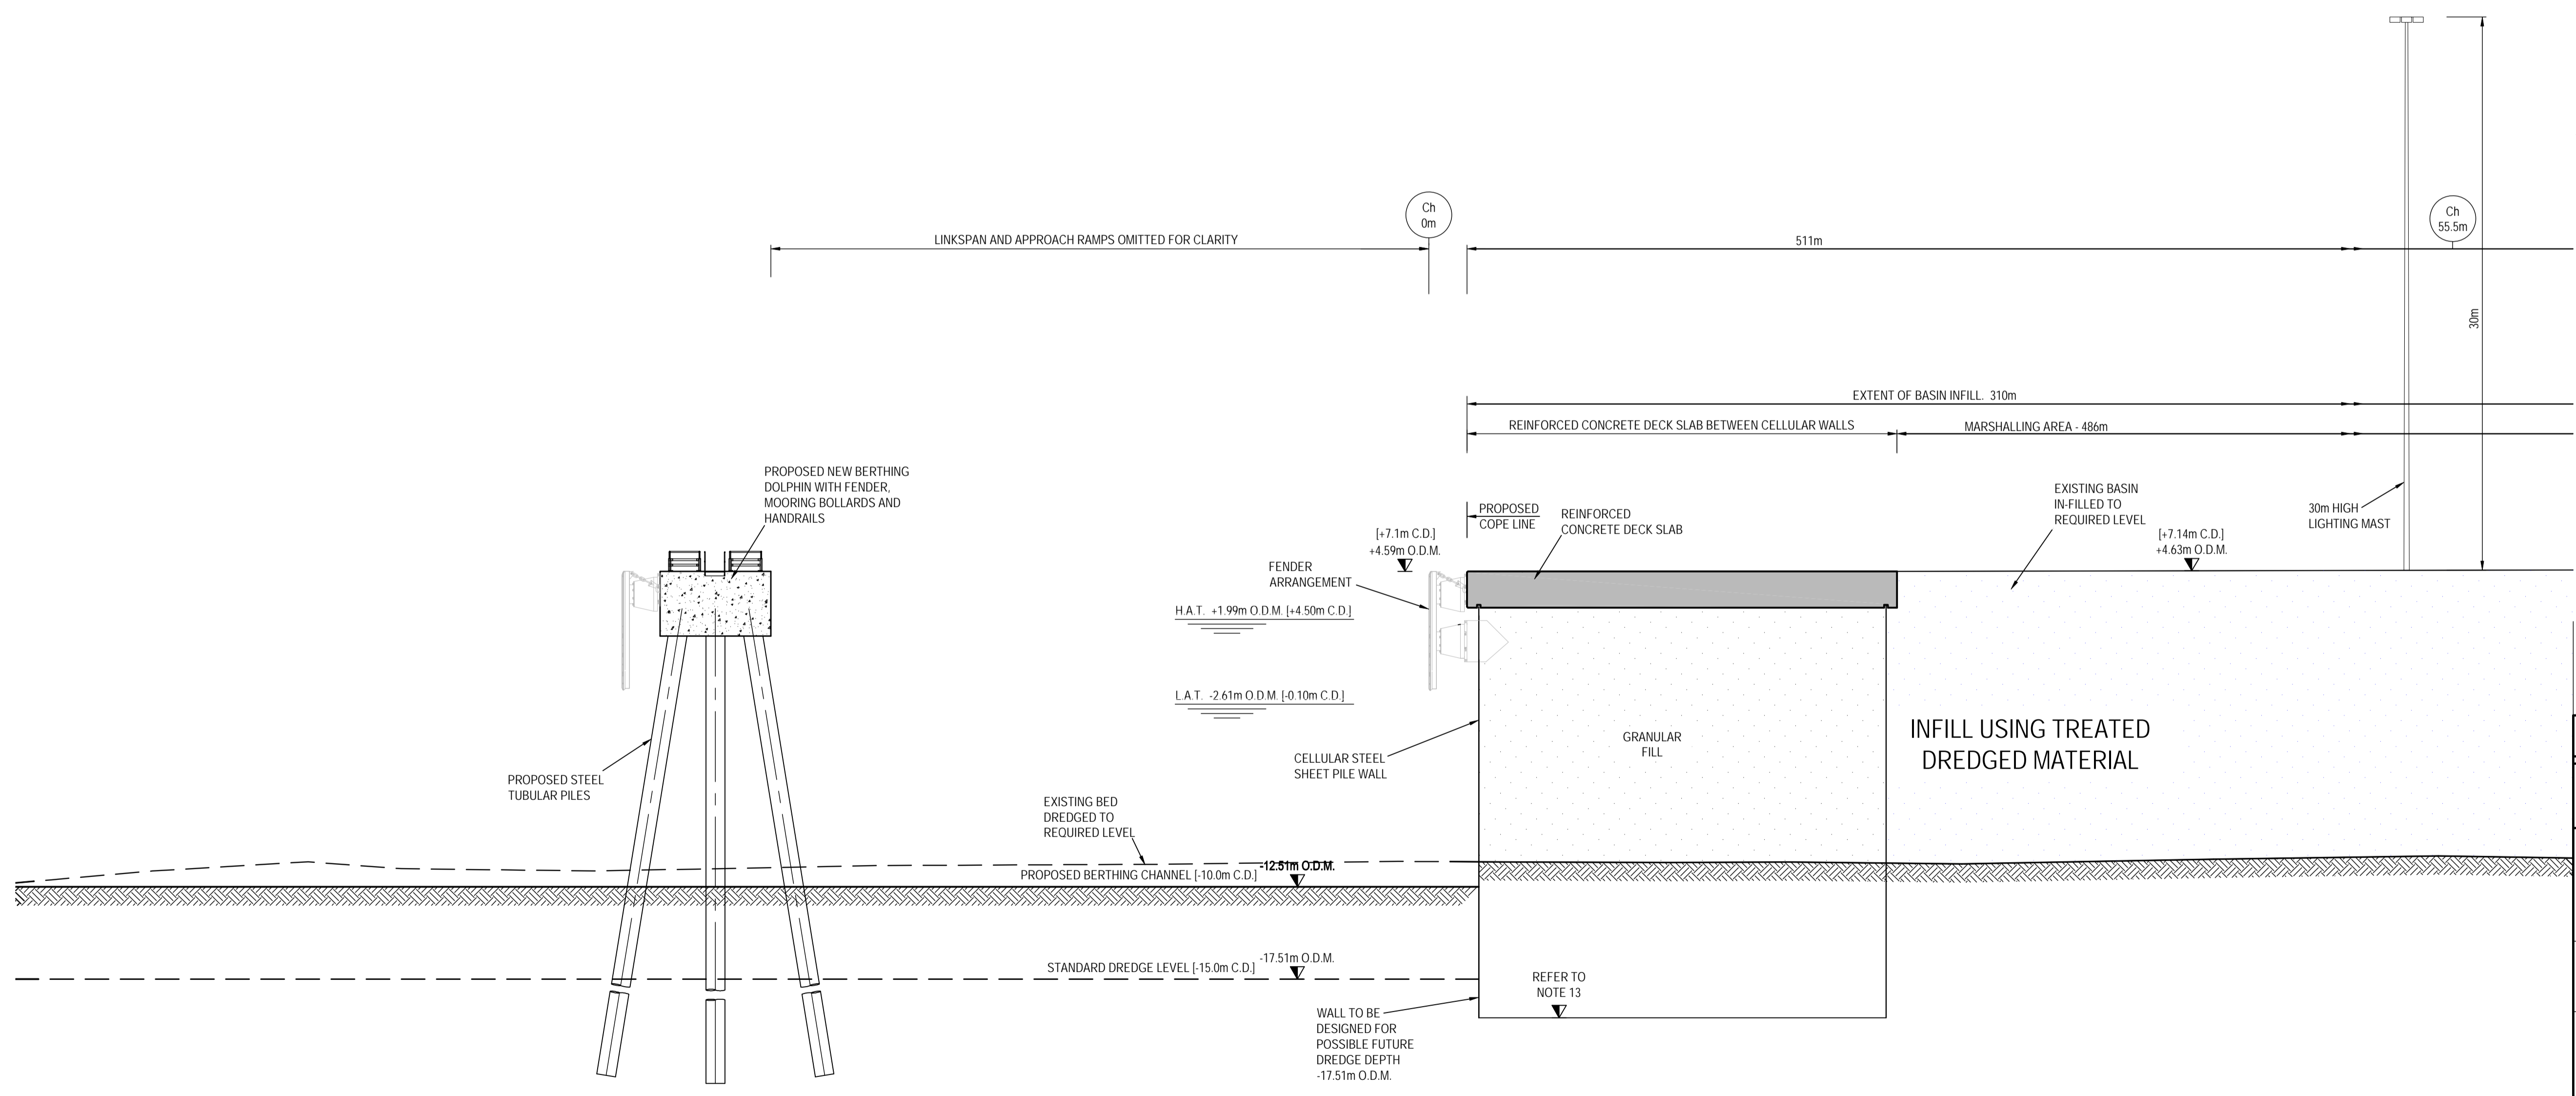 Ch
0m
Ch
55.5m
LINKSPAN AND APPROACH RAMPS OMITTED FOR CLARITY
511m
30m
EXTENT OF BASIN INFILL. 310m
REINFORCED CONCRETE DECK SLAB BETWEEN CELLULAR WALLS
MARSHALLING AREA - 486m
PROPOSED NEW BERTHING
DOLPHIN WITH FENDER,
MOORING BOLLARDS AND
HANDRAILS
PROPOSED
COPE LINE
REINFORCED
CONCRETE DECK SLAB
EXISTING BASIN
IN-FILLED TO
REQUIRED LEVEL
30m HIGH
LIGHTING MAST
[+7.1m C.D.]
+4.59m O.D.M.
[+7.14m C.D.]
+4.63m O.D.M.
FENDER
ARRANGEMENT
H.A.T. +1.99m O.D.M. [+4.50m C.D.]
L.A.T. -2.61m O.D.M. [-0.10m C.D.]
GRANULAR
FILL
INFILL USING TREATED
DREDGED MATERIAL
CELLULAR STEEL
SHEET PILE WALL
PROPOSED STEEL
TUBULAR PILES
EXISTING BED
DREDGED TO
REQUIRED LEVEL
-12.51m O.D.M.
PROPOSED BERTHING CHANNEL [-10.0m C.D.]
-17.51m O.D.M.
STANDARD DREDGE LEVEL [-15.0m C.D.]
REFER TO
NOTE 13
WALL TO BE
DESIGNED FOR
POSSIBLE FUTURE
DREDGE DEPTH
-17.51m O.D.M.